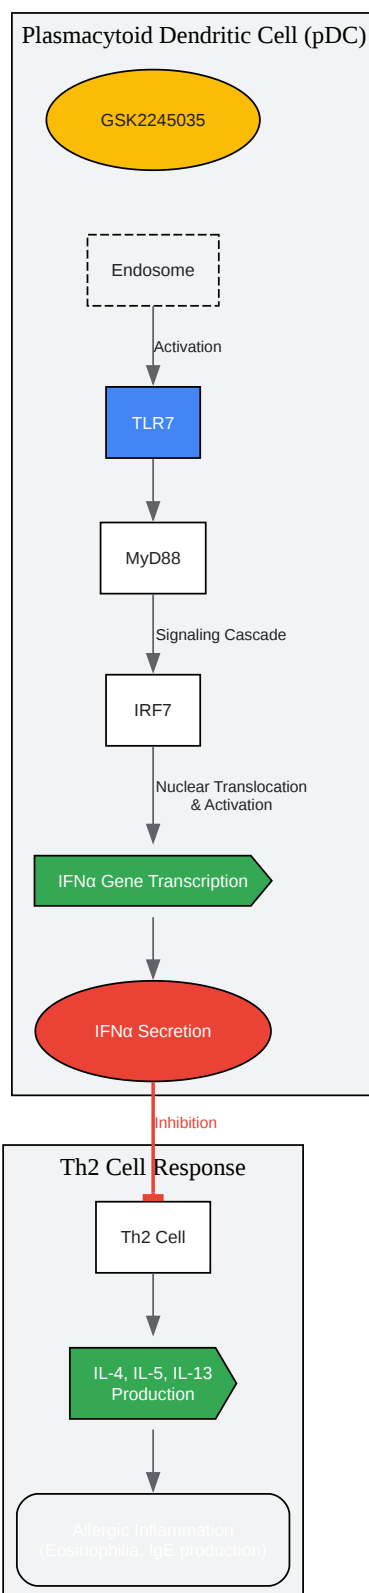 Plasmacytoid Dendritic Cell (pDC)
GSK2245035
Endosome
Activation
TLR7
MyD88
Signaling Cascade
IRF7
Nuclear Translocation
& Activation
IFNα Gene Transcription
IFNα Secretion
Inhibition
Th2 Cell Response
Th2 Cell
IL-4, IL-5, IL-13
Production
Allergic Inflammation
(Eosinophilia, IgE production)